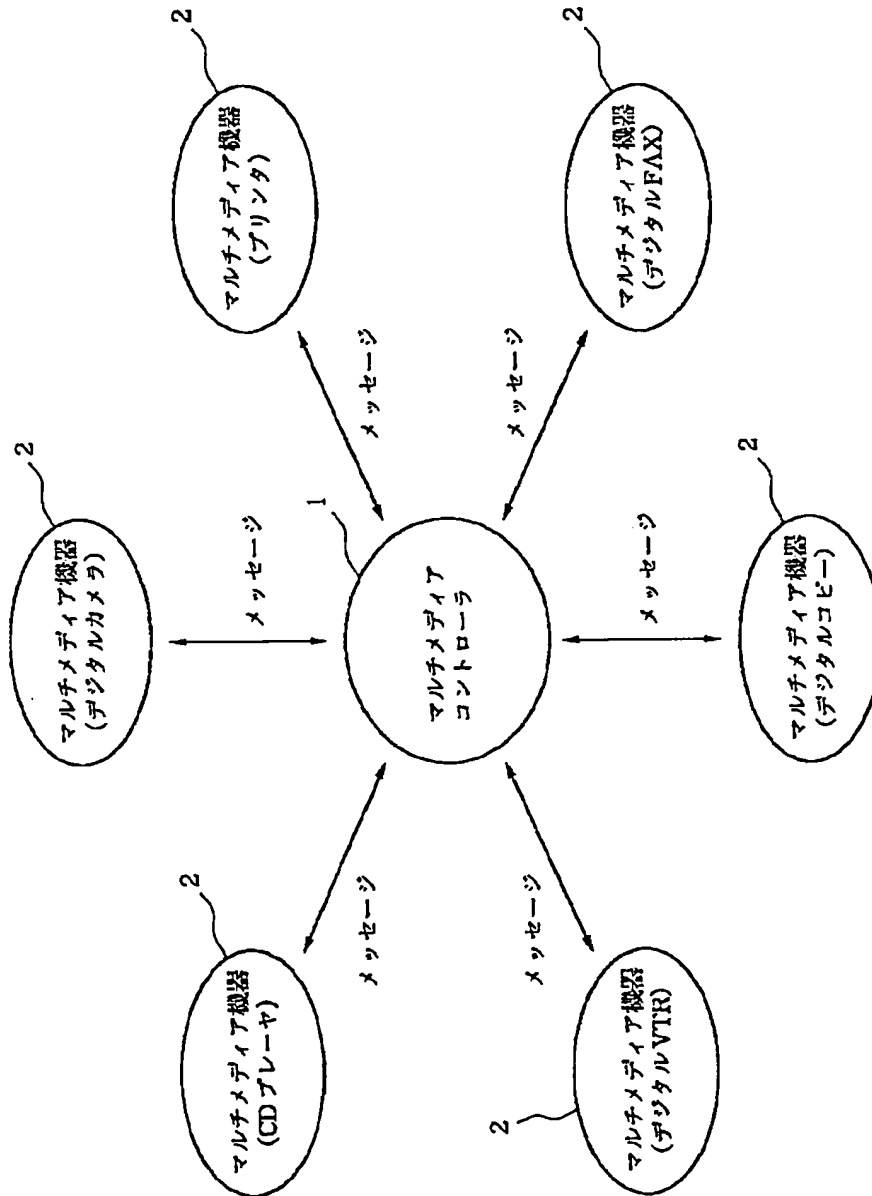 2
マルチメディア機器
(デジタルカメラ)
2
マルチメディア機器
(CDプレーヤ)
メッセージ
2
マルチメディア機器
(プリンタ)
メッセージ
メッセージ
1
マルチメディア
コントローラ
メッセージ
メッセージ
2
マルチメディア機器
(デジタルVTR)
2
マルチメディア機器
(デジタルFAX)
メッセージ
2
マルチメディア機器
(デジタルコピー)